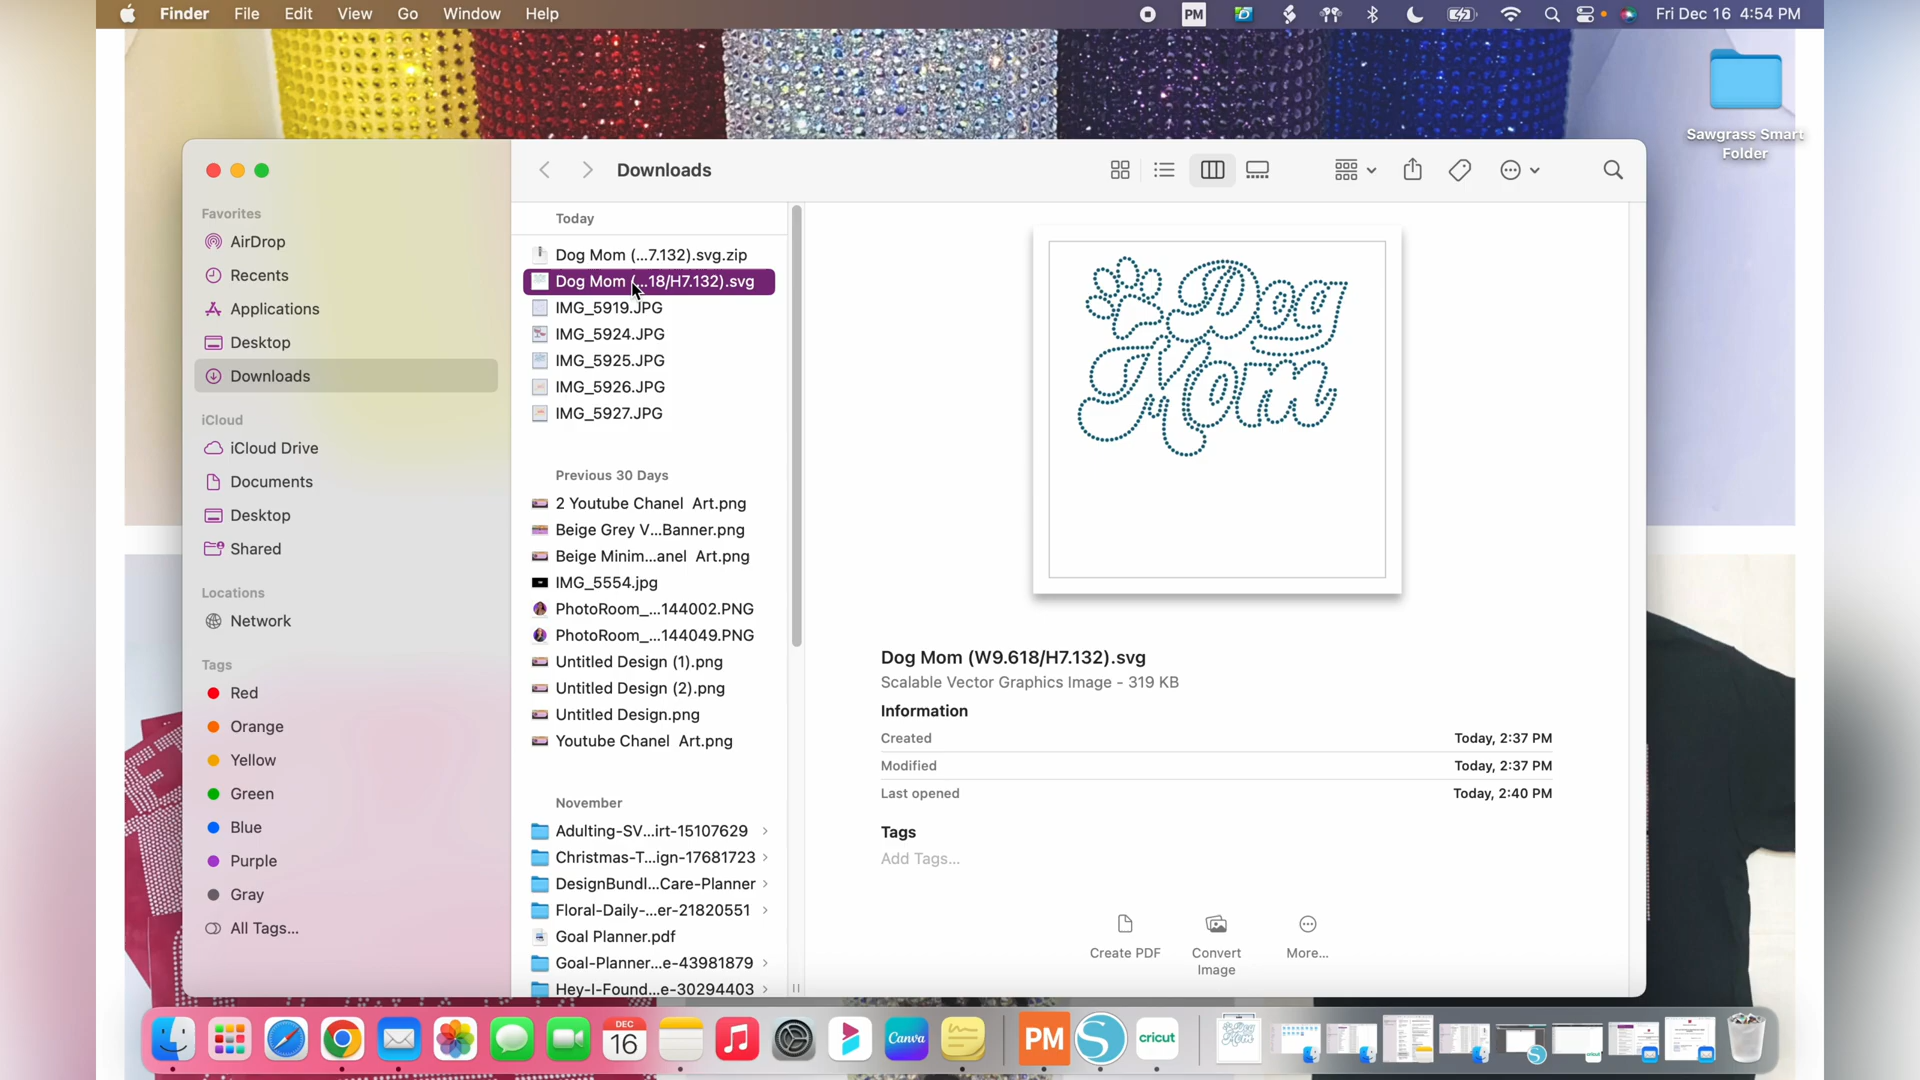 Finder File Edit View Go Window Help
PM
Fri Dec 16 4:54 PM
Sawgrass Smart
Folder
Downloads
Favorites
AirDrop
Recents
Applications
Desktop
Downloads
iCloud
iCloud Drive
Documents
Desktop
Shared
Locations
Network
Tags
Red
Orange
Yellow
Green
Blue
Purple
Gray
All Tags...
Today
Dog Mom (...7.132).svg.zip
Dog Mom (...18/H7.132).svg
IMG_5919.JPG
IMG_5924.JPG
IMG_5925.JPG
IMG_5926.JPG
IMG_5927.JPG
Previous 30 Days
2 Youtube Chanel Art.png
Beige Grey V...Banner.png
Beige Minim...anel Art.png
IMG_5554.jpg
PhotoRoom_...144002.PNG
PhotoRoom_...144049.PNG
Untitled Design (1).png
Untitled Design (2).png
Untitled Design.png
Youtube Chanel Art.png
November
Adulting-SV...irt-15107629
Christmas-T...ign-17681723
DesignBundl...Care-Planner
Floral-Daily-...er-21820551
Goal Planner.pdf
Goal-Planner...e-43981879
Hey-I-Found...e-30294403
Dog
Mom
Dog Mom (W9.618/H7.132).svg
Scalable Vector Graphics Image - 319 KB
Information
Created Today, 2:37 PM
Modified Today, 2:37 PM
Last opened Today, 2:40 PM
Tags
Add Tags...
Create PDF
Convert
Image
More...
DEC
16
Canva
PM
S
cricut